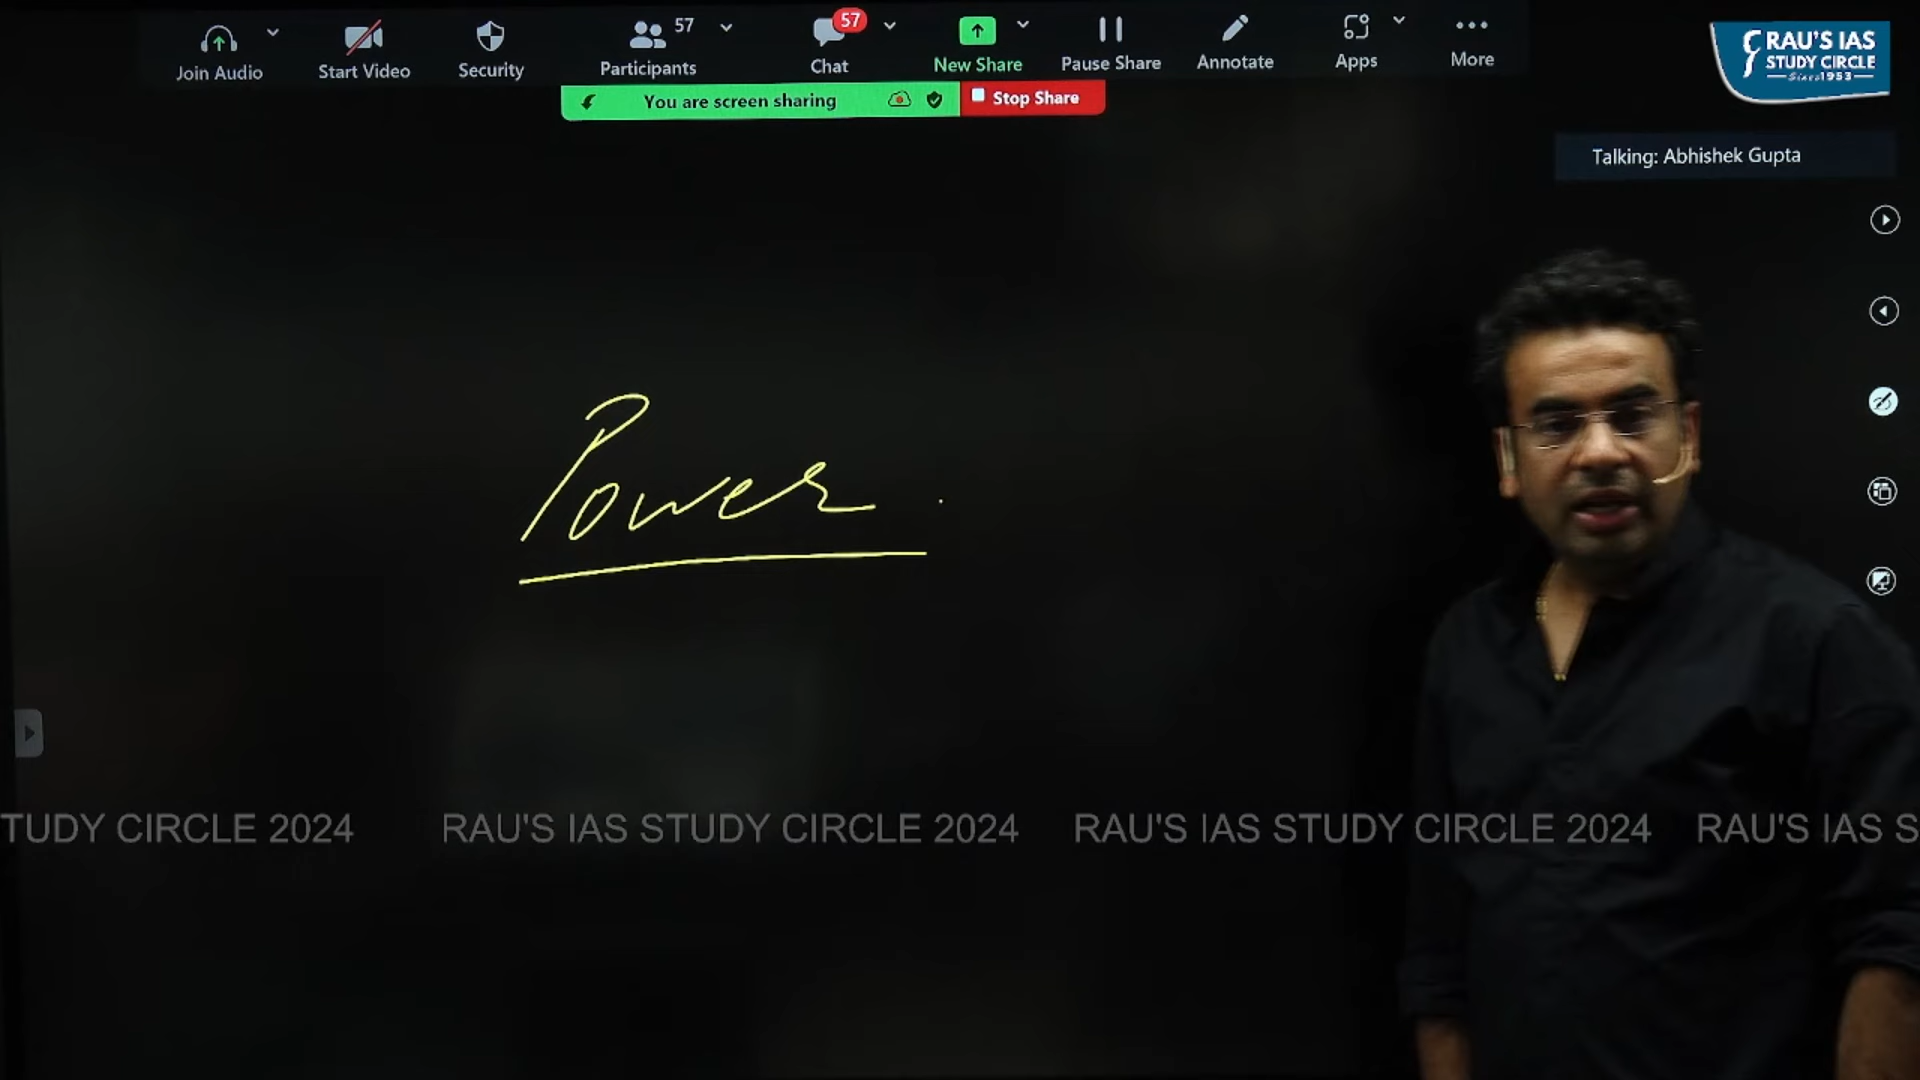 Join Audio
Start Video
Security
57
Participants
57
Chat
New Share
Pause Share
Annotate
Apps
More
You are screen sharing
Stop Share
RAU'S IAS
STUDY CIRCLE
Since 1953
Talking: Abhishek Gupta
Power
TUDY CIRCLE 2024 RAU'S IAS STUDY CIRCLE 2024 RAU'S IAS STUDY CIRCLE 2024 RAU'S IAS S